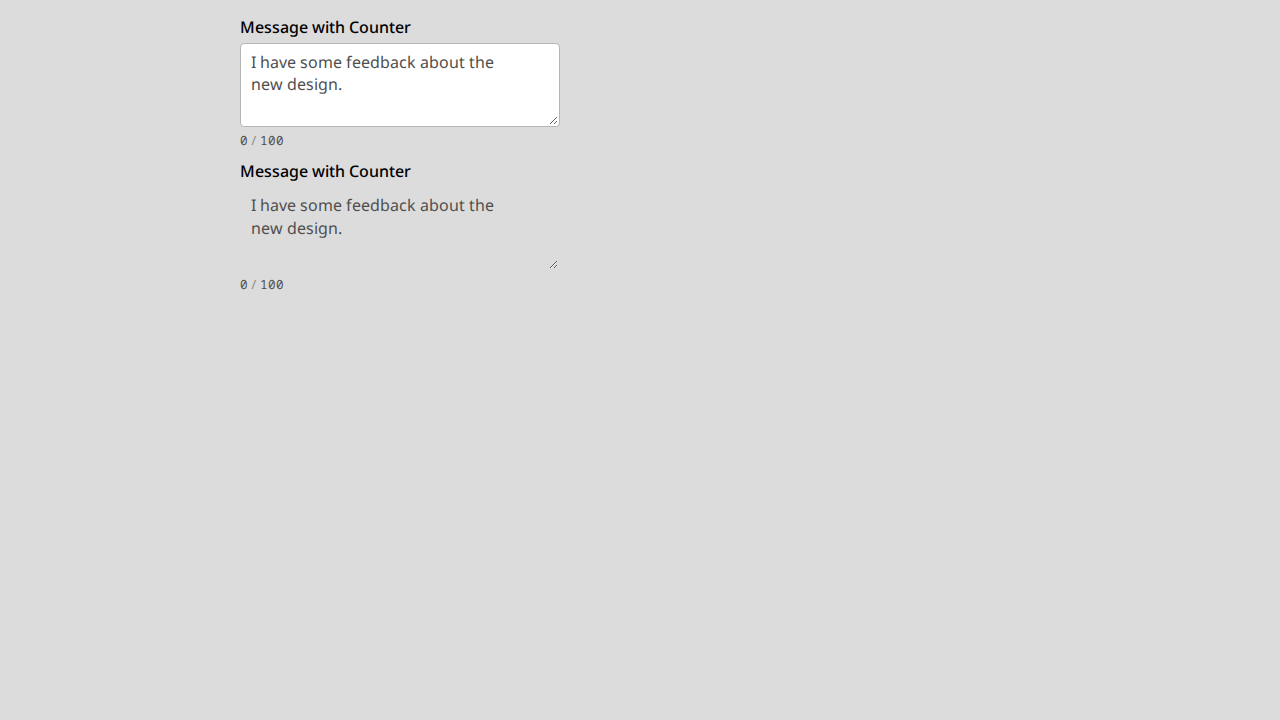 Message with Counter
I have some feedback about the
new design.
0 / 100
Message with Counter
I have some feedback about the
new design.
0 / 100